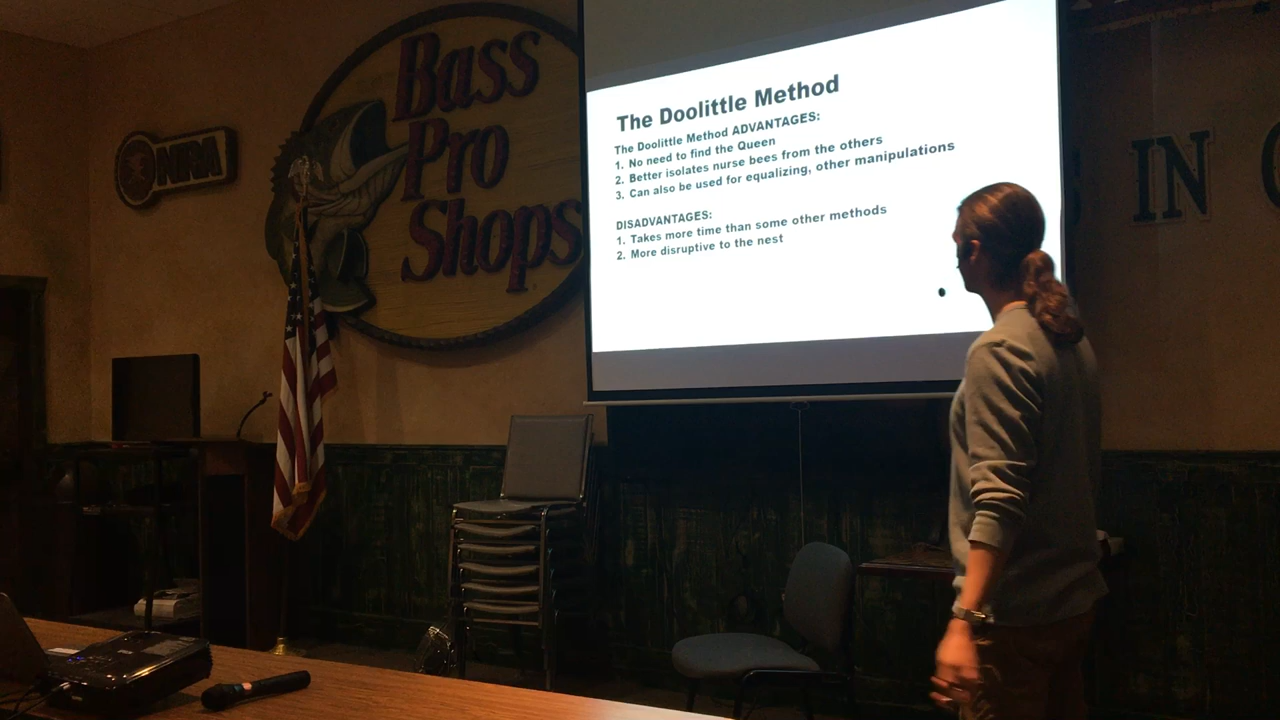 NRA
Bass
Pro
Shops
The Doolittle Method
The Doolittle Method ADVANTAGES:
1. No need to find the Queen
2. Better isolates nurse bees from the others
3. Can also be used for equalizing, other manipulations
DISADVANTAGES:
1. Takes more time than some other methods
2. More disruptive to the nest
IN